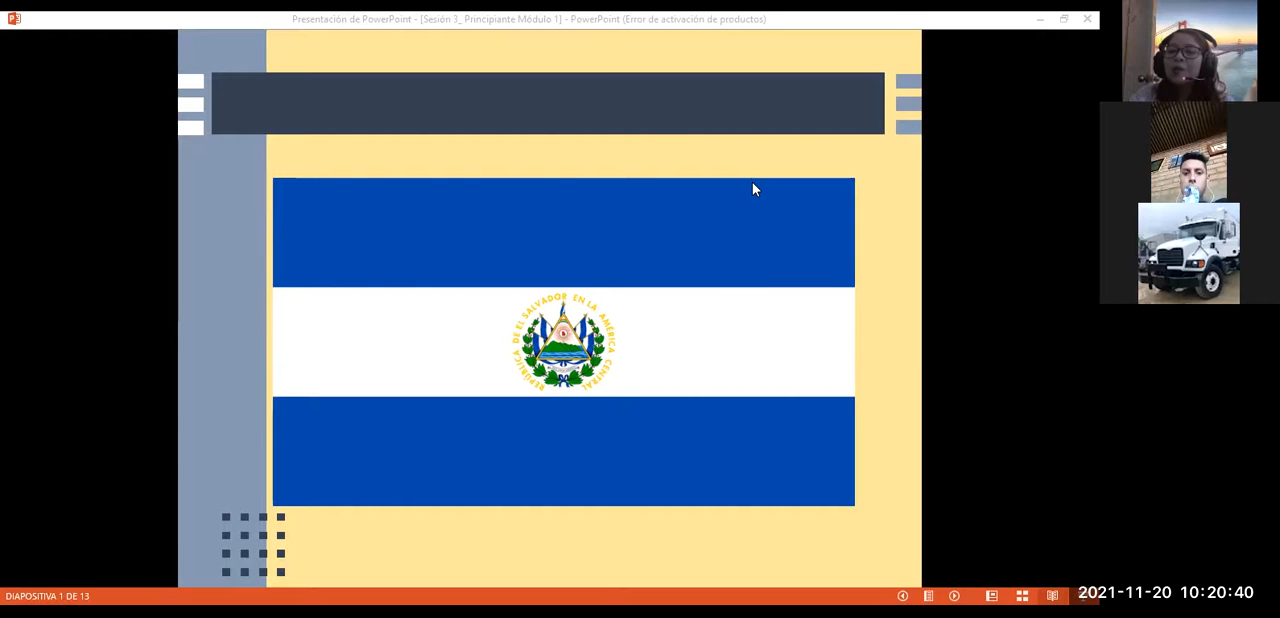 Presentación de PowerPoint - [Sesión 3_ Principiante Módulo 1] - PowerPoint (Error de activación de productos)
REPÚBLICA DE EL SALVADOR EN LA AMÉRICA CENTRAL
DIAPOSITIVA 1 DE 13
2021-11-20 10:20:40